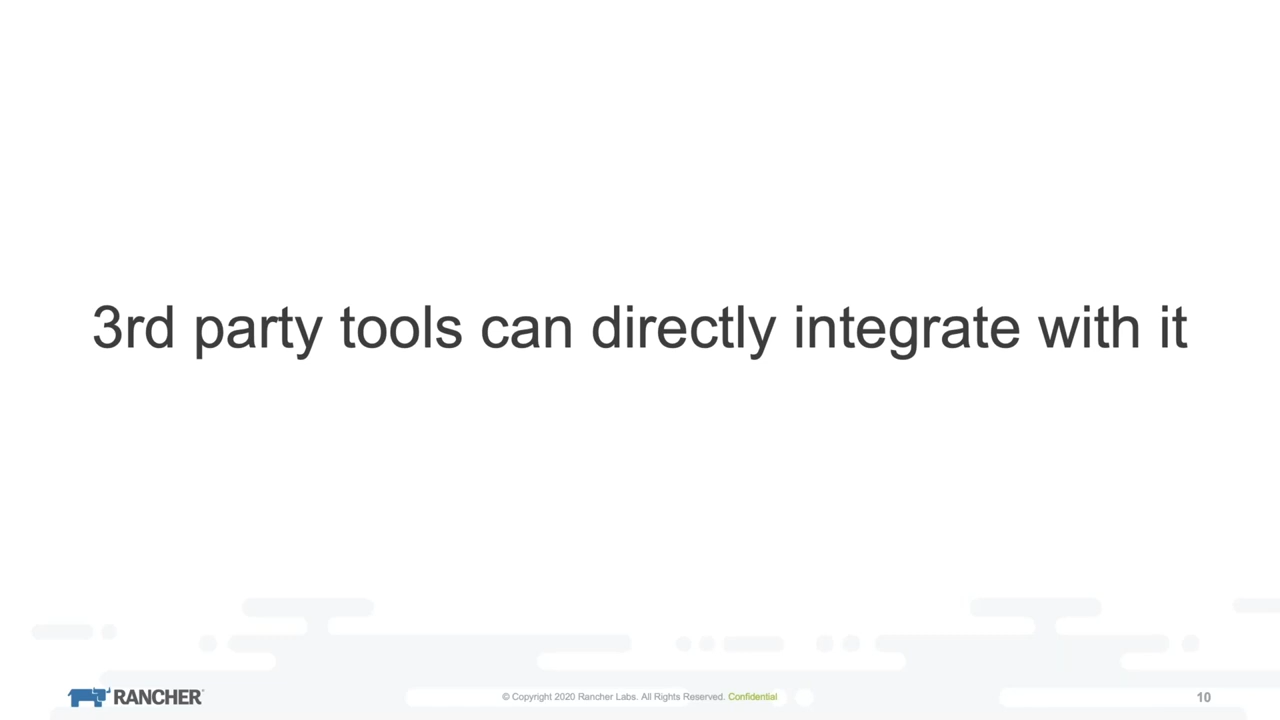 3rd party tools can directly integrate with it
RANCHER
© Copyright 2020 Rancher Labs. All Rights Reserved. Confidential
10